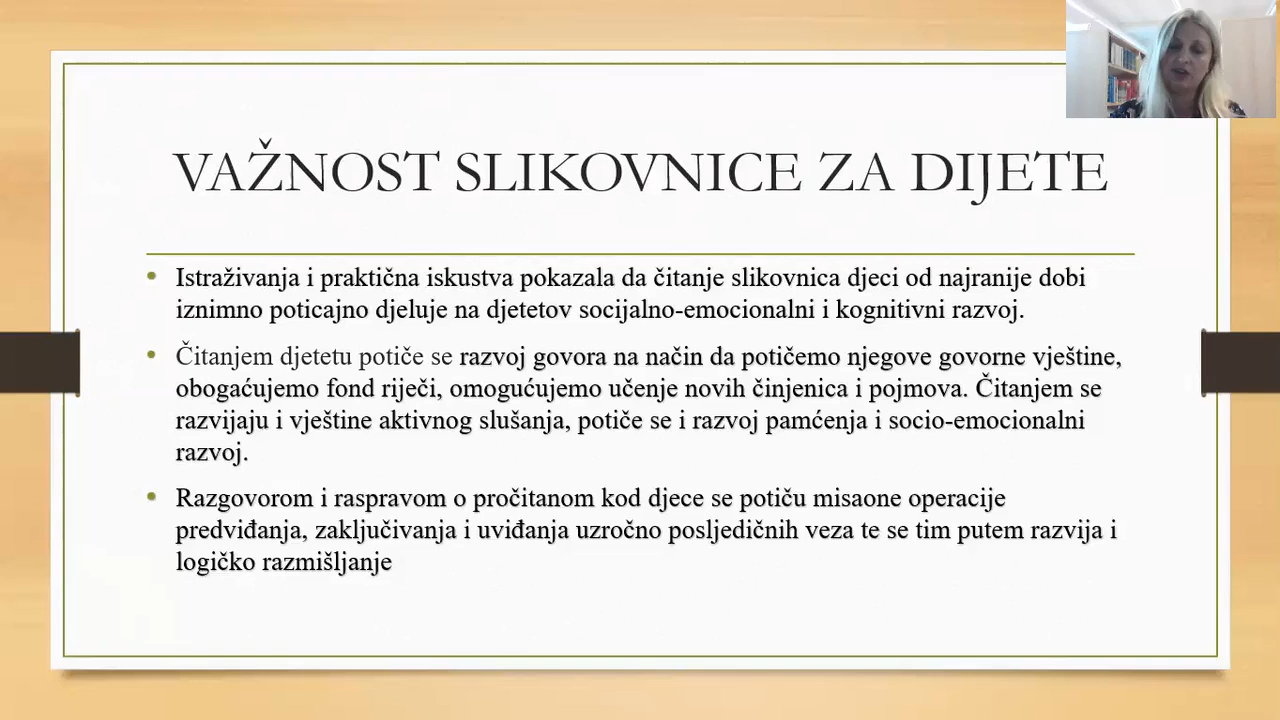 VAŽNOST SLIKOVNICE ZA DIJETE
Istraživanja i praktična iskustva pokazala da čitanje slikovnica djeci od najranije dobi
iznimno poticajno djeluje na djetetov socijalno-emocionalni i kognitivni razvoj.
Čitanjem djetetu potiče se razvoj govora na način da potičemo njegove govorne vještine,
obogaćujemo fond riječi, omogućujemo učenje novih činjenica i pojmova. Čitanjem se
razvijaju i vještine aktivnog slušanja, potiče se i razvoj pamćenja i socio-emocionalni
razvoj.
Razgovorom i raspravom o pročitanom kod djece se potiču misaone operacije
predviđanja, zaključivanja i uviđanja uzročno posljedičnih veza te se tim putem razvija i
logičko razmišljanje